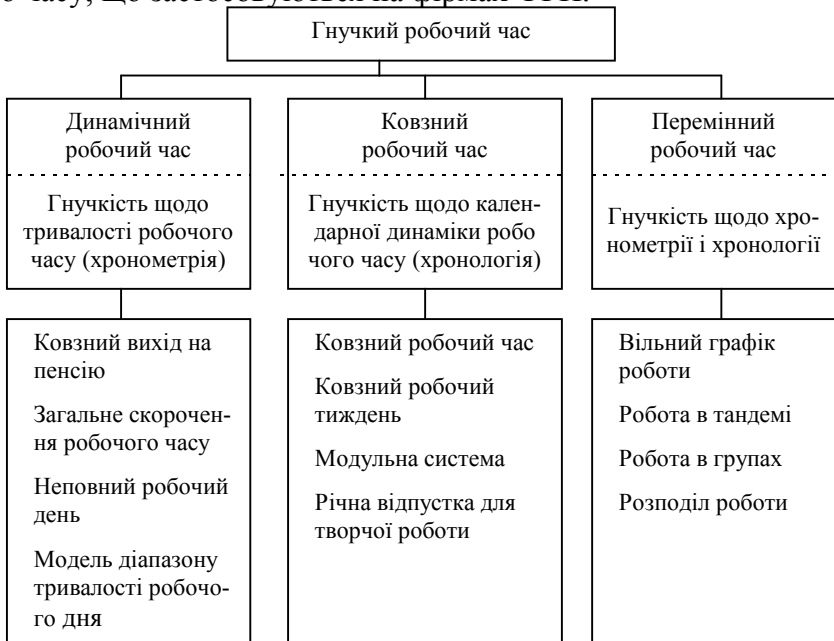 Гнучкий робочий час
Динамічний
робочий час
Гнучкість щодо
тривалості робочого
часу (хронометрія)
Ковзний вихід на
пенсію
Загальне скорочен-
ня робочого часу
Неповний робочий
день
Модель діапазону
тривалості робочо-
го дня
Ковзний
робочий час
Гнучкість щодо кален-
дарної динаміки робо
чого часу (хронологія)
Ковзний робочий час
Ковзний робочий
тиждень
Модульна система
Річна відпустка для
творчої роботи
Перемінний
робочий час
Гнучкість щодо хро-
нометрії і хронології
Вільний графік
роботи
Робота в тандемі
Робота в групах
Розподіл роботи